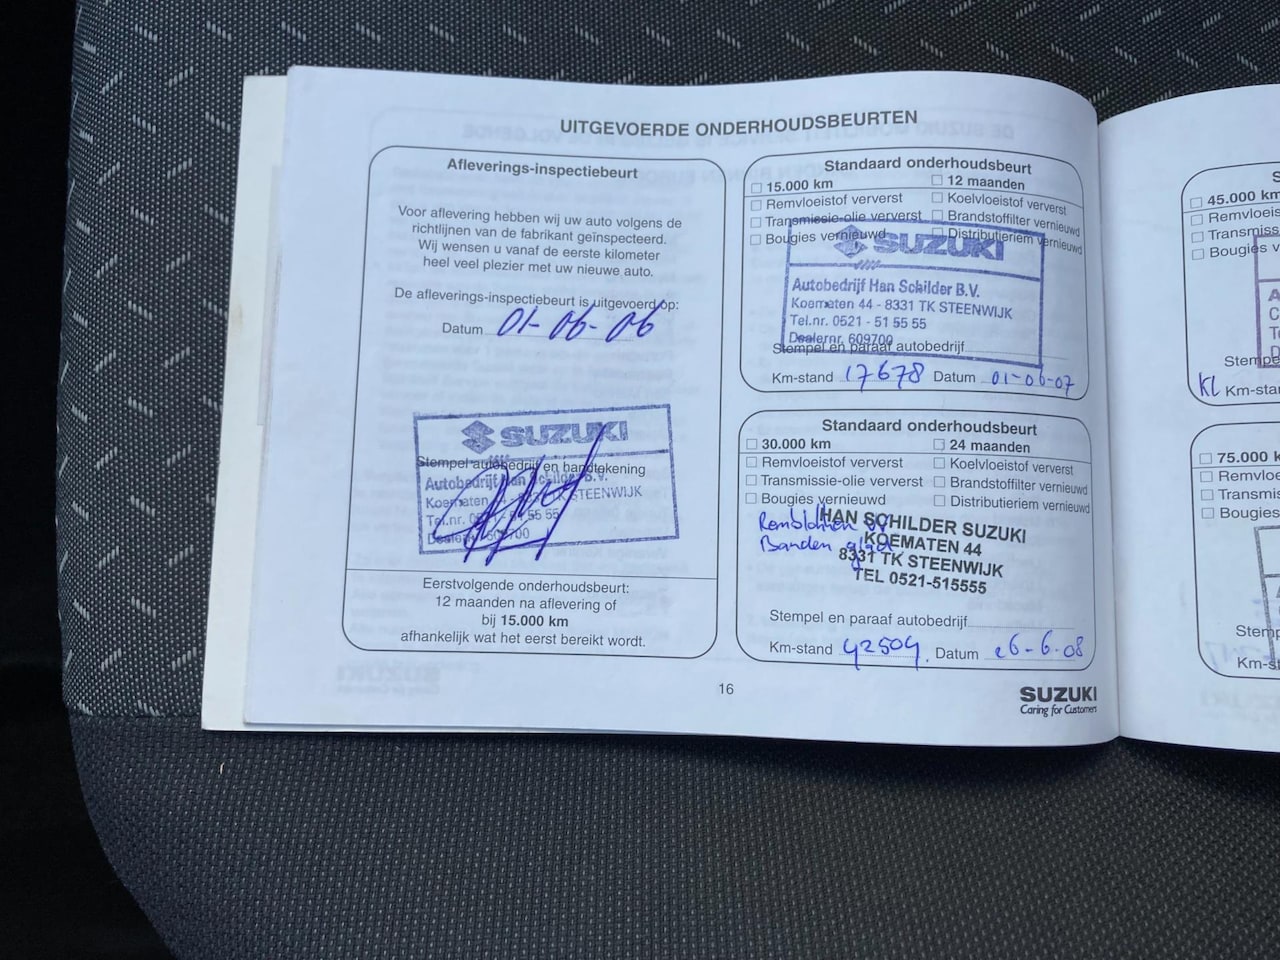 UITGEVOERDE ONDERHOUDSBEURTEN
Afleverings-inspectiebeurt
Voor aflevering hebben wij uw auto volgens de
richtlijnen van de fabrikant geïnspecteerd.
Wij wensen u vanaf de eerste kilometer
heel veel plezier met uw nieuwe auto.
De afleverings-inspectiebeurt is uitgevoerd op:
Datum 01-06-06
SUZUKI
Stempel autobedrijf en handtekening
Autobedrijf Han Schilder B.V.
Koematen STEENWIJK
Tel.nr.
Eerstvolgende onderhoudsbeurt:
12 maanden na aflevering of
bij 15.000 km
afhankelijk wat het eerst bereikt wordt.
Standaard onderhoudsbeurt
15.000 km 12 maanden
Remvloeistof ververst Koelvloeistof ververst
Transmissie-olie ververst Brandstoffilter vernieuwd
Bougies vernieuwd Distributieriem vernieuwd
SUZUKI
Autobedrijf Han Schilder B.V.
Koematen 44 - 8331 TK STEENWIJK
Tel.nr. 0521 - 51 55 55
Dealernr. 609700
Stempel en paraaf autobedrijf
Km-stand 17678 Datum 01-06-07
Standaard onderhoudsbeurt
30.000 km 24 maanden
Remvloeistof ververst Koelvloeistof ververst
Transmissie-olie ververst Brandstoffilter vernieuwd
Bougies vernieuwd Distributieriem vernieuwd
Remblokken
Banden glad
HAN SCHILDER SUZUKI
KOEMATEN 44
8331 TK STEENWIJK
TEL 0521-515555
Stempel en paraaf autobedrijf
Km-stand 42504 Datum 26-6-08
16
SUZUKI
Caring for Customers
45.000 km
75.000